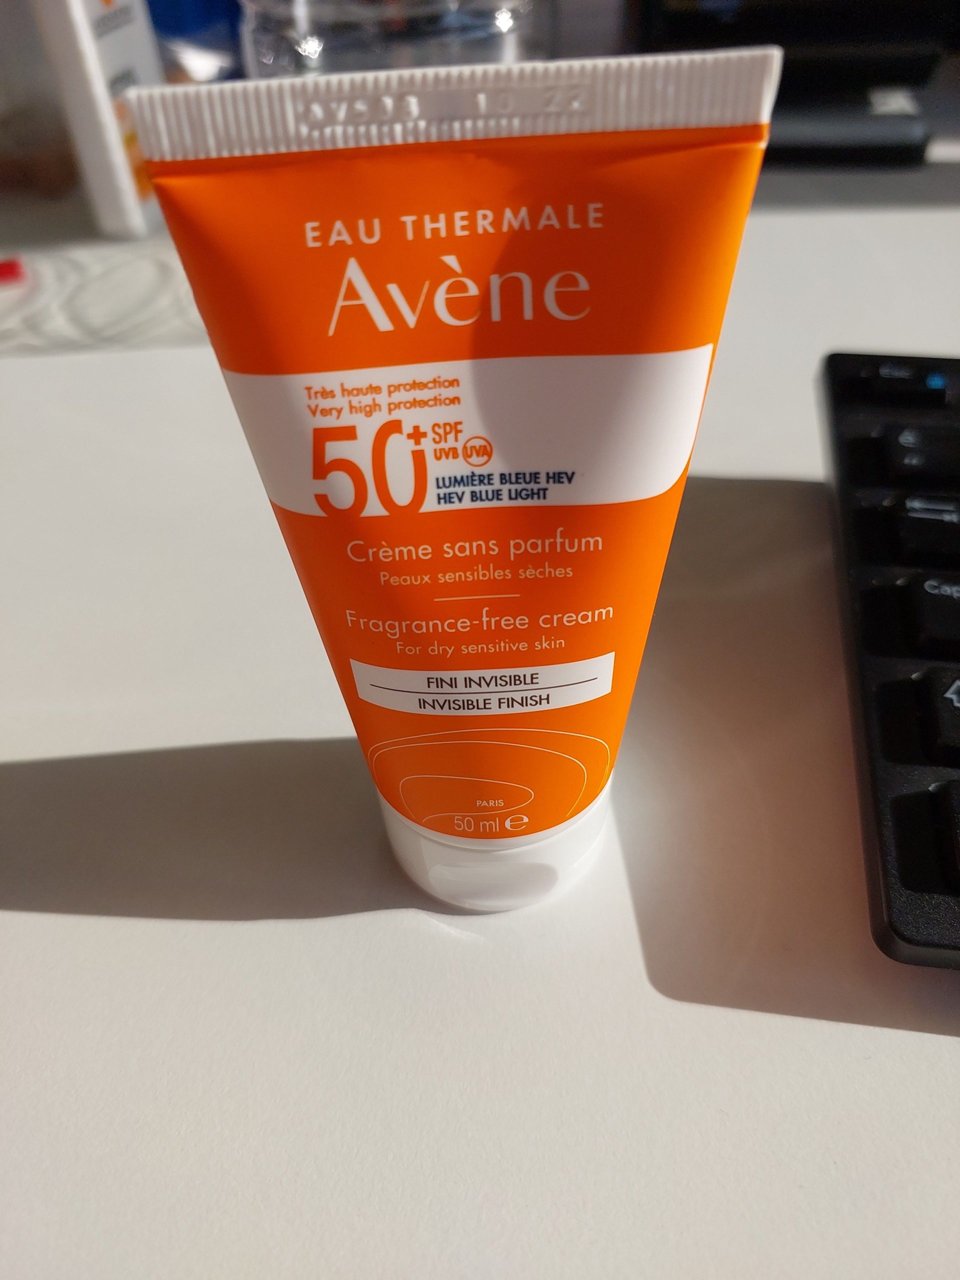 EAU THERMALE
Avène
Très haute protection
Very high protection
50+ SPF
UVB UVA
LUMIÈRE BLEUE HEV
HEV BLUE LIGHT
Crème sans parfum
Peaux sensibles sèches
Fragrance-free cream
For dry sensitive skin
FINI INVISIBLE
INVISIBLE FINISH
PARIS
50 ml e